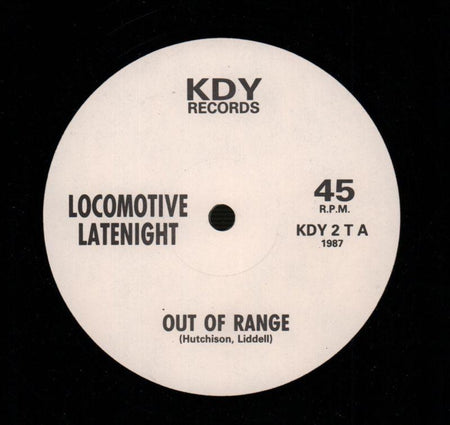 KDY
RECORDS
LOCOMOTIVE
LATENIGHT
45
R.P.M.
KDY 2 T A
1987
OUT OF RANGE
(Hutchison, Liddell)